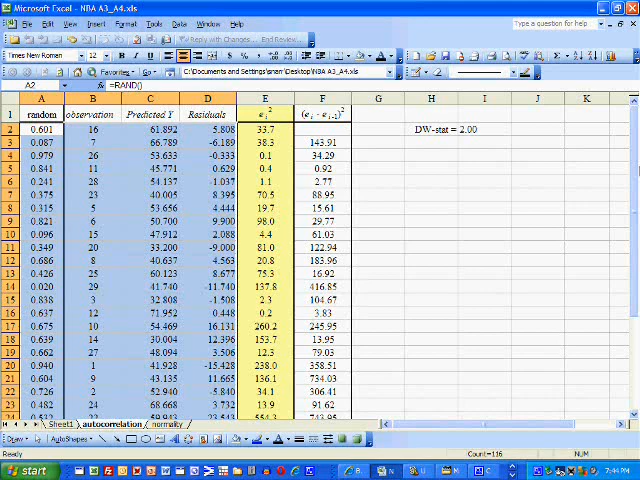 Microsoft Excel - NBA A3_A4.xls
File Edit View Insert Format Tools Data Window Help
Type a question for help
Reply with Changes... End Review...
Times New Roman 12 B I U
Favorites Go C:\Documents and Settings\snarr\Desktop\NBA A3_A4.xls
A2 =RAND()
A B C D E F G H I J K
1 random observation Predicted Y Residuals e i ² (e i - e i-1)²
2 0.601 16 61.892 5.808 33.7 DW-stat = 2.00
3 0.087 7 66.789 -6.189 38.3 143.91
4 0.979 26 53.633 -0.333 0.1 34.29
5 0.841 11 45.771 0.629 0.4 0.92
6 0.241 28 54.137 -1.037 1.1 2.77
7 0.375 23 40.005 8.395 70.5 88.95
8 0.315 5 53.656 4.444 19.7 15.61
9 0.821 6 50.700 9.900 98.0 29.77
10 0.096 15 47.912 2.088 4.4 61.03
11 0.349 20 33.200 -9.000 81.0 122.94
12 0.686 8 40.637 4.563 20.8 183.96
13 0.426 25 60.123 8.677 75.3 16.92
14 0.020 29 41.740 -11.740 137.8 416.85
15 0.838 3 32.808 -1.508 2.3 104.67
16 0.637 12 71.952 0.448 0.2 3.83
17 0.675 10 54.469 16.131 260.2 245.95
18 0.639 14 30.004 12.396 153.7 13.95
19 0.662 27 48.094 3.506 12.3 79.03
20 0.940 1 41.928 -15.428 238.0 358.51
21 0.604 9 43.135 11.665 136.1 734.03
22 0.726 2 52.940 -5.840 34.1 306.41
23 0.482 24 68.668 3.732 13.9 91.62
24 0.532 22 59.943 23.543 554.3 743.95
Sheet1 autocorrelation normality
Draw AutoShapes
Ready Count=116 NUM
start 7:44 PM